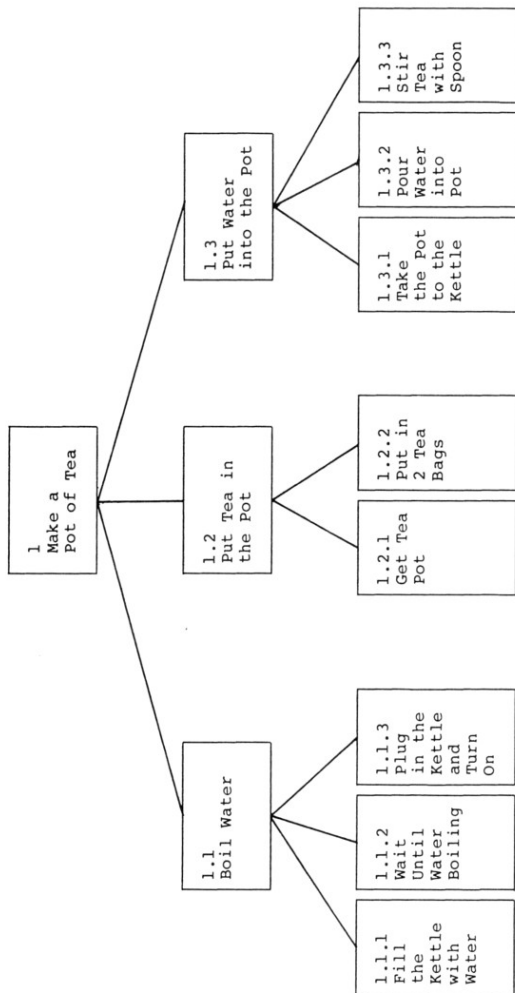 1
Make a
Pot of Tea
1.1
Boil Water
1.2
Put Tea in
the Pot
1.3
Put Water
into the Pot
1.1.1
Fill
the
Kettle
with
Water
1.1.2
Wait
Until
Water
Boiling
1.1.3
Plug
in the
Kettle
and
Turn
On
1.2.1
Get Tea
Pot
1.2.2
Put in
2 Tea
Bags
1.3.1
Take
the Pot
to the
Kettle
1.3.2
Pour
Water
into
Pot
1.3.3
Stir
Tea
with
Spoon